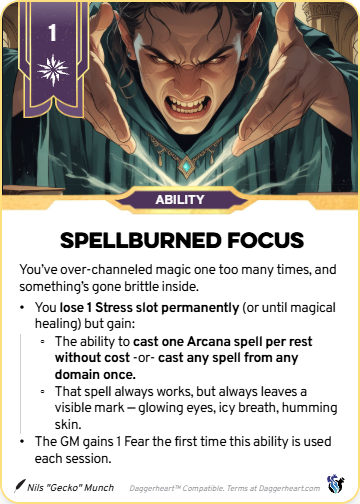 1
ABILITY
SPELLBURNED FOCUS
You've over-channeled magic one too many times, and
something's gone brittle inside.
• You lose 1 Stress slot permanently (or until magical
healing) but gain:
▫ The ability to cast one Arcana spell per rest
without cost -or- cast any spell from any
domain once.
▫ That spell always works, but always leaves a
visible mark — glowing eyes, icy breath, humming
skin.
• The GM gains 1 Fear the first time this ability is used
each session.
Nils "Gecko" Munch
Daggerheart™ Compatible. Terms at Daggerheart.com